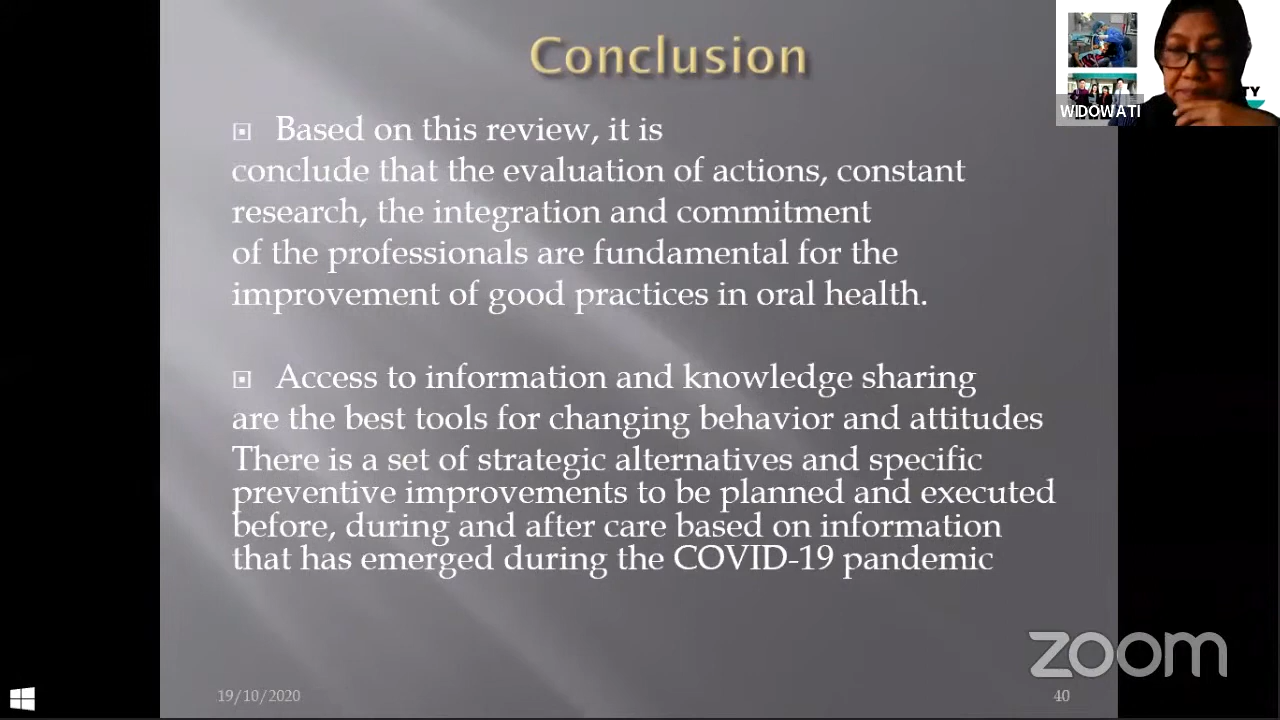 Conclusion
Based on this review, it is
conclude that the evaluation of actions, constant
research, the integration and commitment
of the professionals are fundamental for the
improvement of good practices in oral health.
Access to information and knowledge sharing
are the best tools for changing behavior and attitudes
There is a set of strategic alternatives and specific
preventive improvements to be planned and executed
before, during and after care based on information
that has emerged during the COVID-19 pandemic
19/10/2020
40
WIDOWATI
TY
zoom